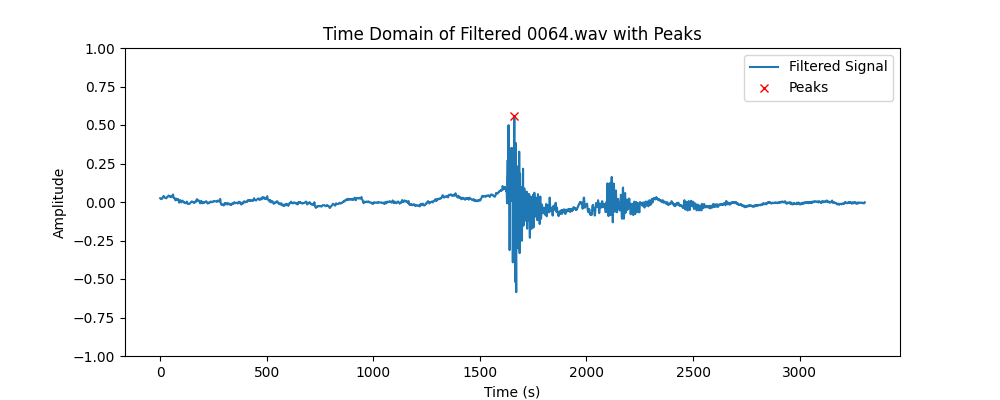 Time Domain of Filtered 0064.wav with Peaks
1.00
0.75
0.50
0.25
0.00
−0.25
−0.50
−0.75
−1.00
Amplitude
Filtered Signal
Peaks
0 500 1000 1500 2000 2500 3000
Time (s)